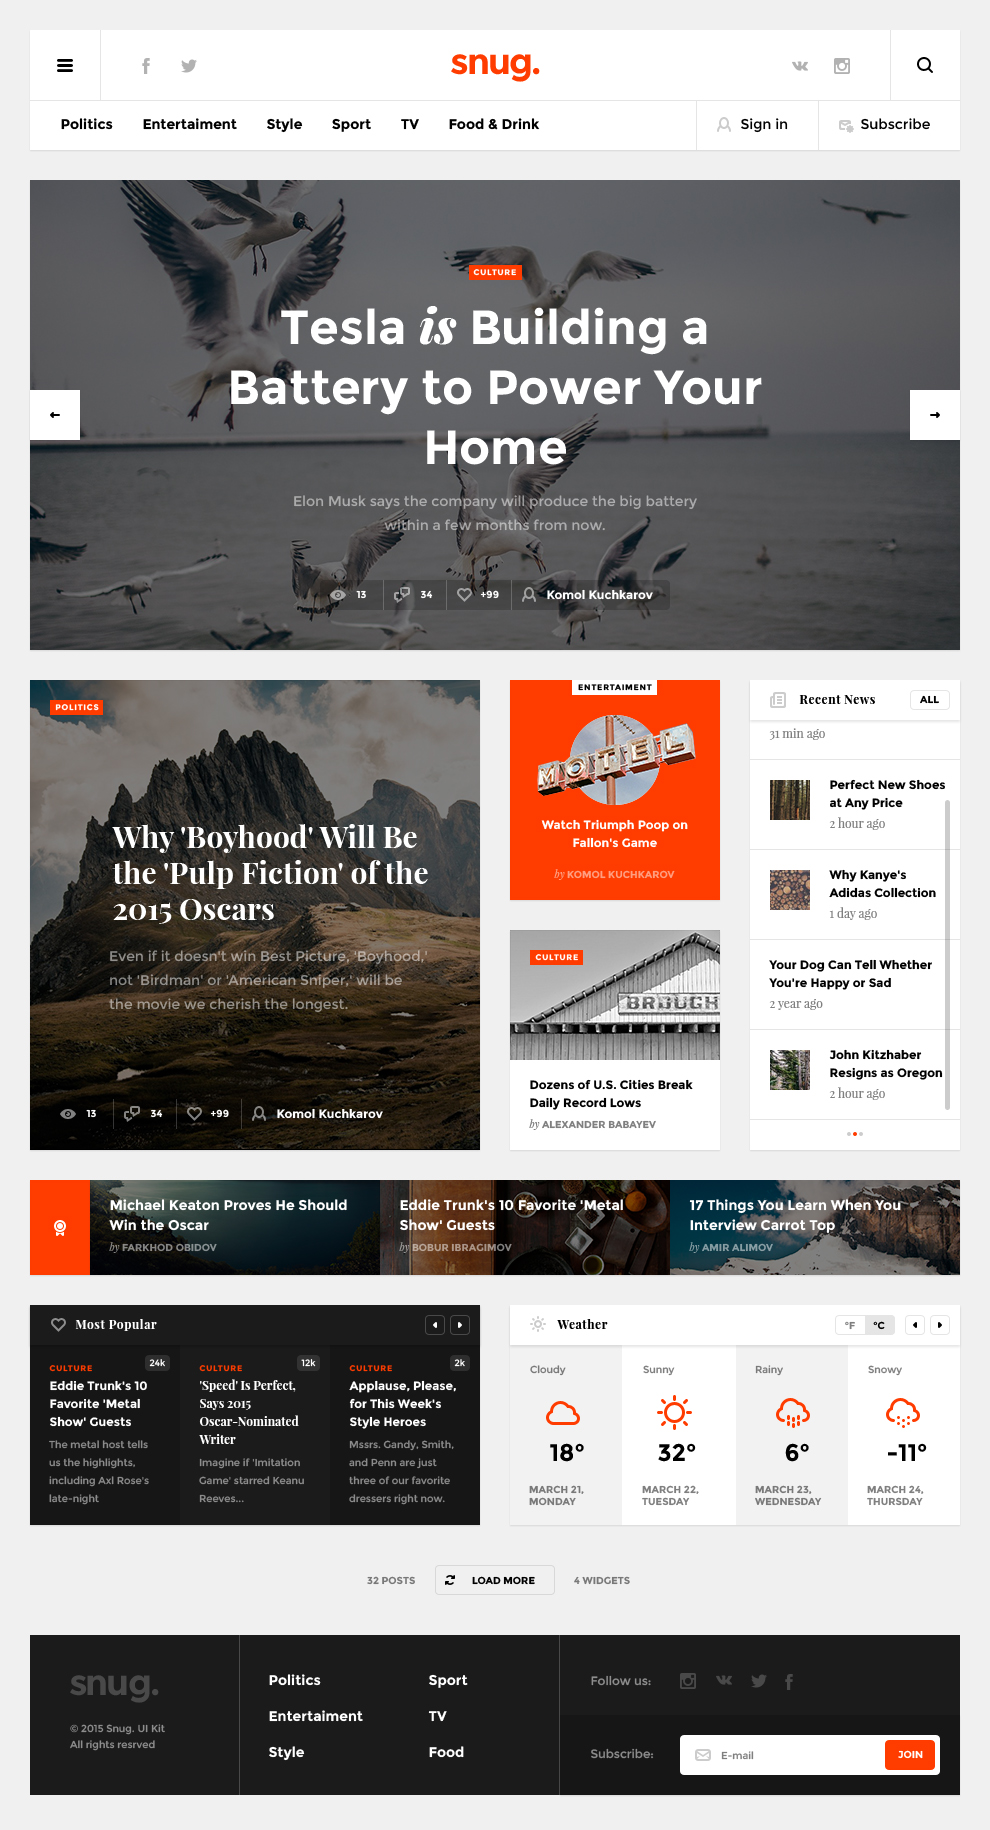 snug.
Politics
Entertaiment
Style
Sport
TV
Food & Drink
Sign in
Subscribe
CULTURE
Tesla is Building a
Battery to Power Your
Home
Elon Musk says the company will produce the big battery
within a few months from now.
13
34
+99
Komol Kuchkarov
POLITICS
Why 'Boyhood' Will Be
the 'Pulp Fiction' of the
2015 Oscars
Even if it doesn't win Best Picture, 'Boyhood,'
not 'Birdman' or 'American Sniper,' will be
the movie we cherish the longest.
13
34
+99
Komol Kuchkarov
ENTERTAIMENT
MOTEL
Watch Triumph Poop on
Fallon's Game
by KOMOL KUCHKAROV
CULTURE
BROUGH
Dozens of U.S. Cities Break
Daily Record Lows
by ALEXANDER BABAYEV
Recent News
ALL
31 min ago
Perfect New Shoes
at Any Price
2 hour ago
Why Kanye's
Adidas Collection
1 day ago
Your Dog Can Tell Whether
You're Happy or Sad
2 year ago
John Kitzhaber
Resigns as Oregon
2 hour ago
Michael Keaton Proves He Should
Win the Oscar
by FARKHOD OBIDOV
Eddie Trunk's 10 Favorite 'Metal
Show' Guests
by BOBUR IBRAGIMOV
17 Things You Learn When You
Interview Carrot Top
by AMIR ALIMOV
Most Popular
24k
CULTURE
Eddie Trunk's 10
Favorite 'Metal
Show' Guests
The metal host tells
us the highlights,
including Axl Rose's
late-night
12k
CULTURE
'Speed' Is Perfect,
Says 2015
Oscar-Nominated
Writer
Imagine if 'Imitation
Game' starred Keanu
Reeves...
2k
CULTURE
Applause, Please,
for This Week's
Style Heroes
Mssrs. Gandy, Smith,
and Penn are just
three of our favorite
dressers right now.
Weather
°F
°C
Cloudy
18°
MARCH 21,
MONDAY
Sunny
32°
MARCH 22,
TUESDAY
Rainy
6°
MARCH 23,
WEDNESDAY
Snowy
-11°
MARCH 24,
THURSDAY
32 POSTS
LOAD MORE
4 WIDGETS
snug.
© 2015 Snug. UI Kit
All rights resrved
Politics
Entertaiment
Style
Sport
TV
Food
Follow us:
Subscribe:
E-mail
JOIN